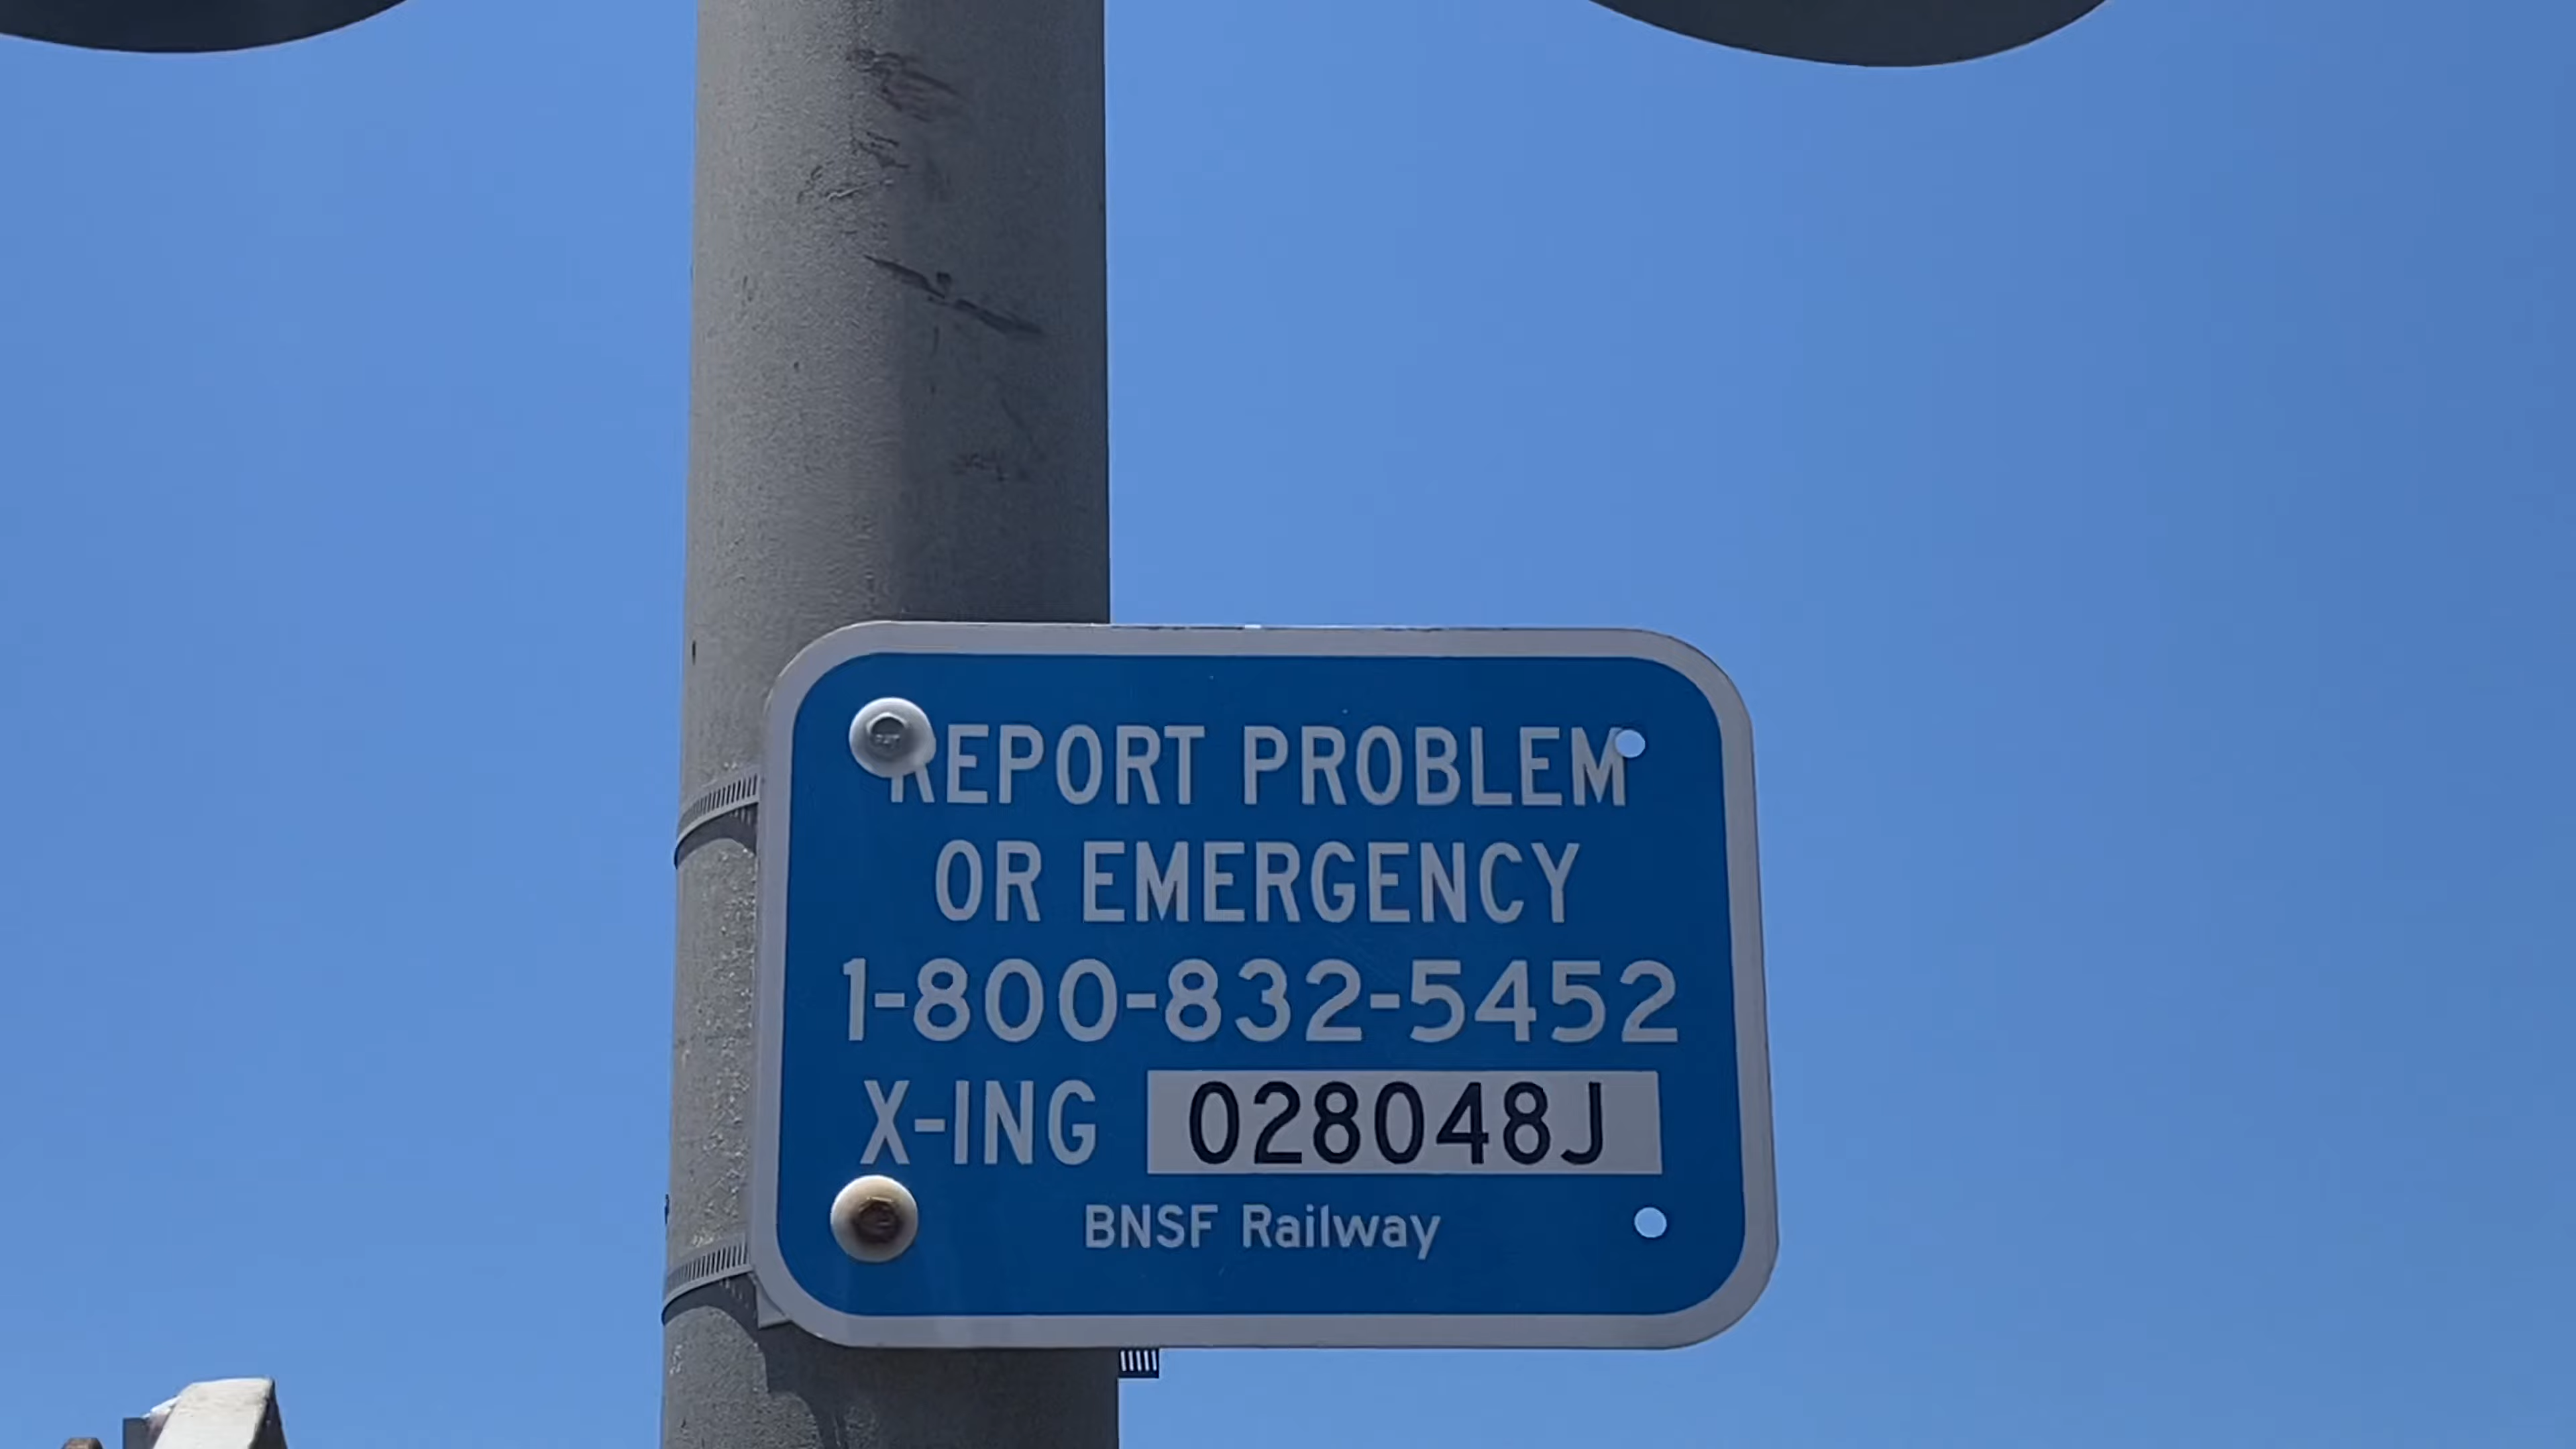 REPORT PROBLEM
OR EMERGENCY
1-800-832-5452
X-ING 028048J
BNSF Railway